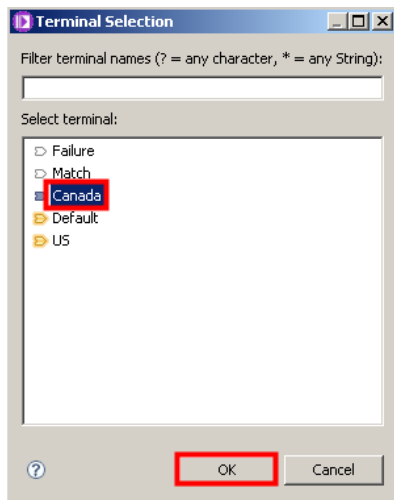 Terminal Selection
Filter terminal names (? = any character, * = any String):
Select terminal:
Failure
Match
Canada
Default
US
?
OK Cancel